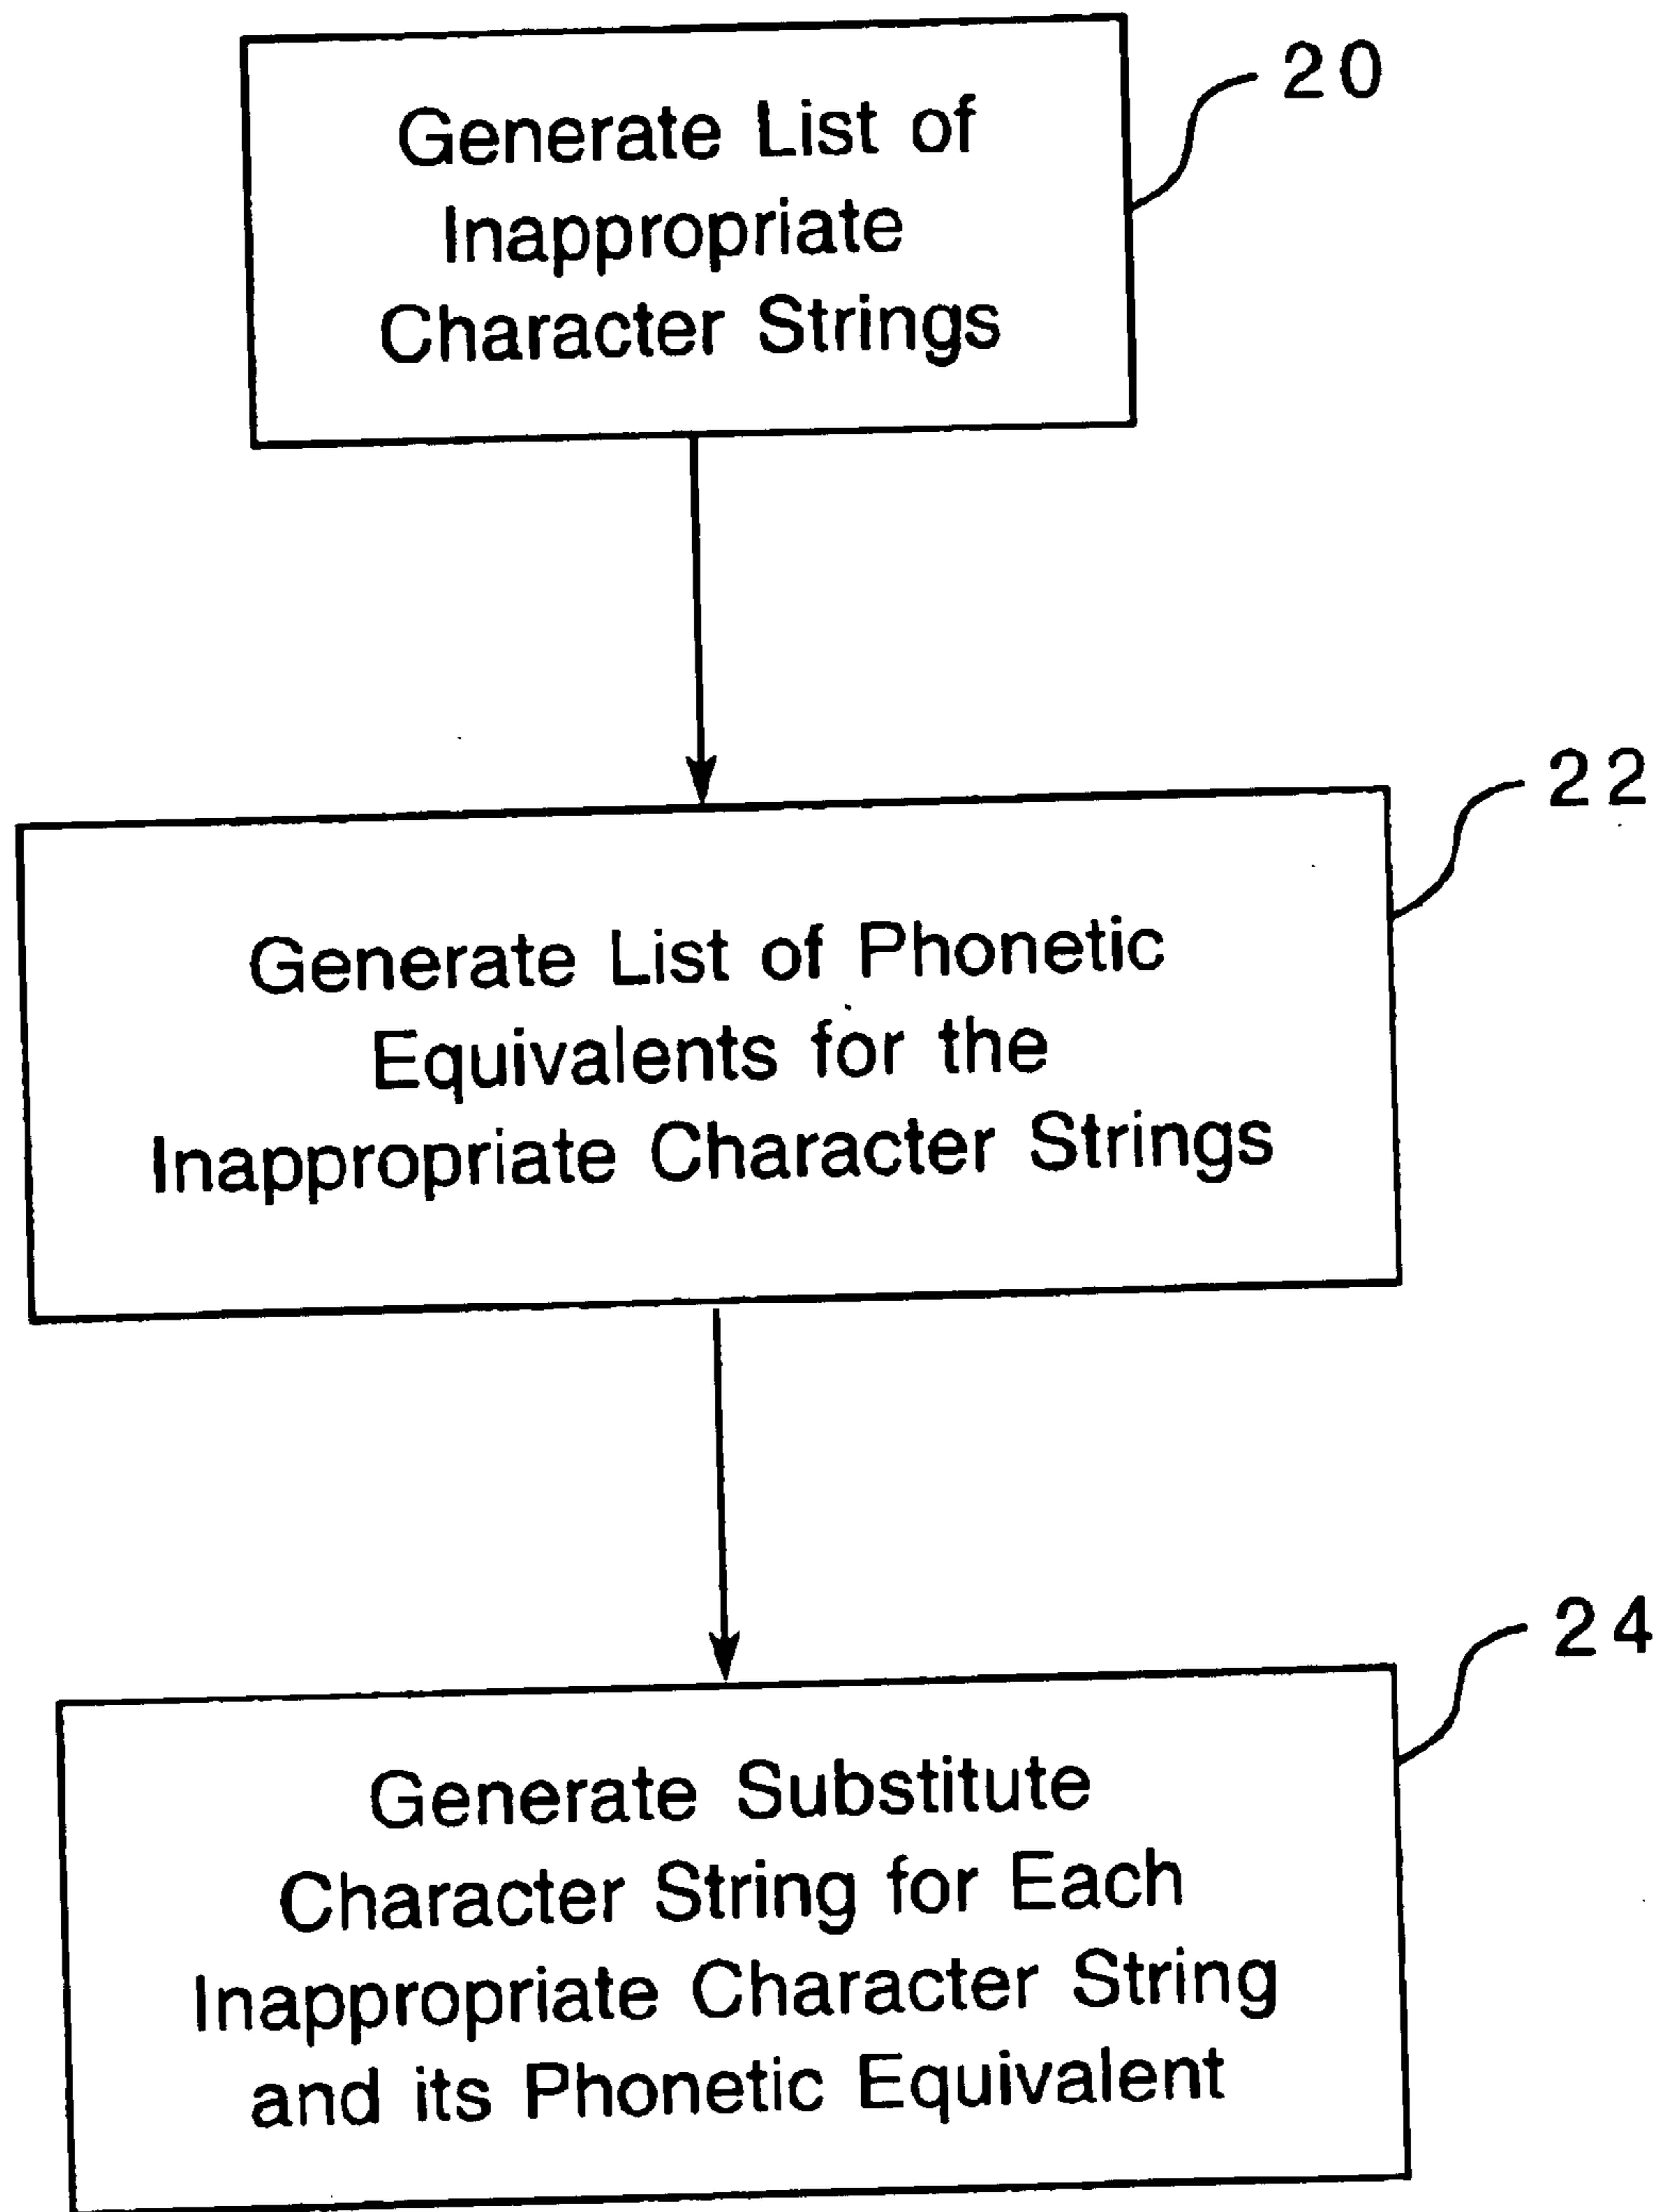 Generate List of
Inappropriate
Character Strings
20
Generate List of Phonetic
Equivalents for the
Inappropriate Character Strings
22
Generate Substitute
Character String for Each
Inappropriate Character String
and its Phonetic Equivalent
24